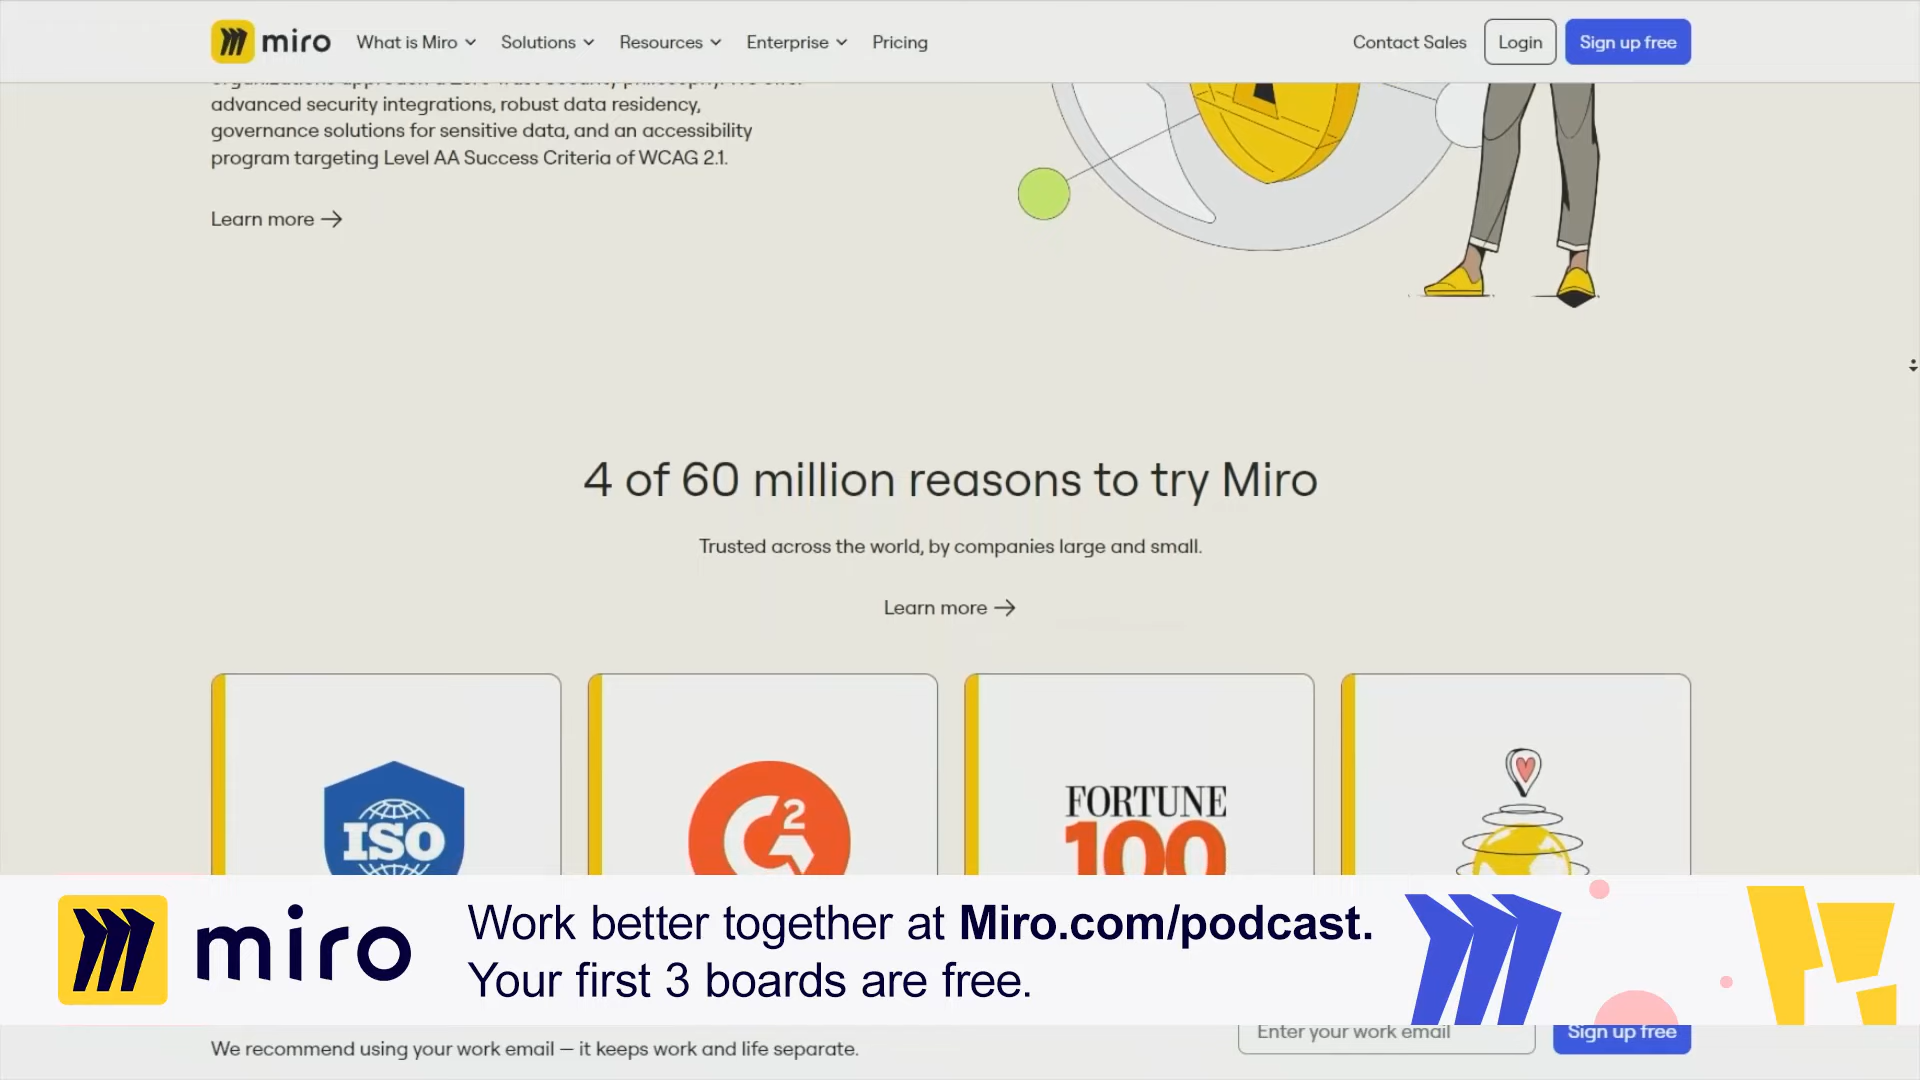 miro
What is Miro
Solutions
Resources
Enterprise
Pricing
Contact Sales
Login
Sign up free
advanced security integrations, robust data residency,
governance solutions for sensitive data, and an accessibility
program targeting Level AA Success Criteria of WCAG 2.1.
Learn more →
4 of 60 million reasons to try Miro
Trusted across the world, by companies large and small.
Learn more →
ISO
G2
FORTUNE
100
miro
Work better together at Miro.com/podcast.
Your first 3 boards are free.
Enter your work email
Sign up free
We recommend using your work email — it keeps work and life separate.